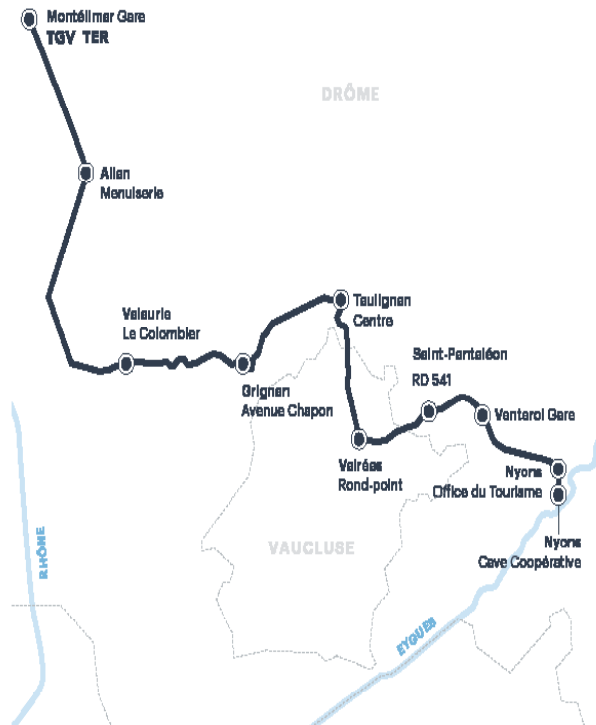 Montélimar Gare
TGV TER
DRÔME
Allan
Menuiserie
Valaurie
Le Colombier
Taulignan
Centre
Grignan
Avenue Chapon
Saint-Pantaléon
RD 541
Venterol Gare
Valréas
Rond-point
Nyons
Office du Tourisme
Nyons
Cave Coopérative
VAUCLUSE
RHÔNE
EYGUES